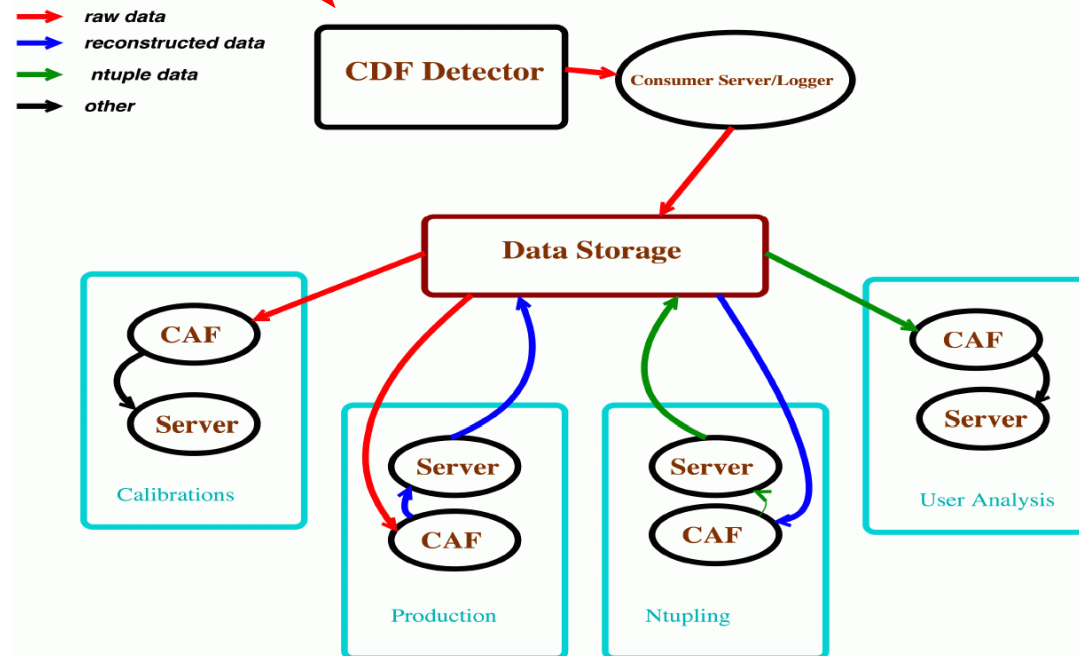 raw data
reconstructed data
ntuple data
other
CDF Detector
Consumer Server/Logger
Data Storage
CAF
Server
Calibrations
Server
CAF
Production
Server
CAF
Ntupling
CAF
Server
User Analysis